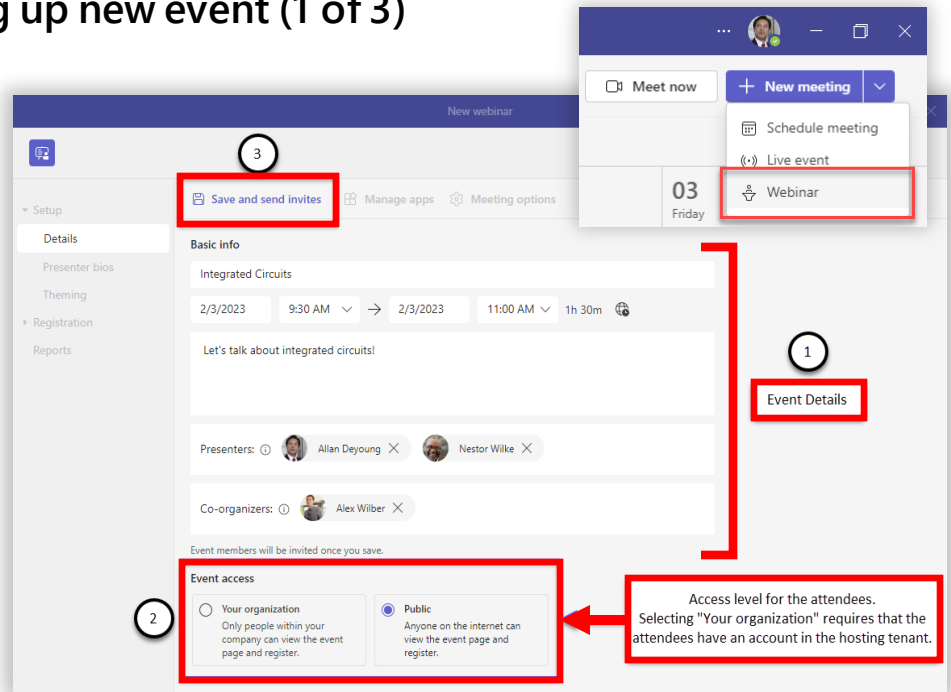 g up new event (1 of 3)
Meet now
New meeting
Schedule meeting
Live event
Webinar
03
Friday
New webinar
3
Save and send invites
Manage apps
Meeting options
Setup
Details
Presenter bios
Theming
Registration
Reports
Basic info
Integrated Circuits
2/3/2023 9:30 AM → 2/3/2023 11:00 AM 1h 30m
Let's talk about integrated circuits!
1
Event Details
Presenters: Allan Deyoung Nestor Wilke
Co-organizers: Alex Wilber
Event members will be invited once you save.
Event access
2
Your organization
Only people within your
company can view the event
page and register.
Public
Anyone on the internet can
view the event page and
register.
Access level for the attendees.
Selecting "Your organization" requires that the
attendees have an account in the hosting tenant.